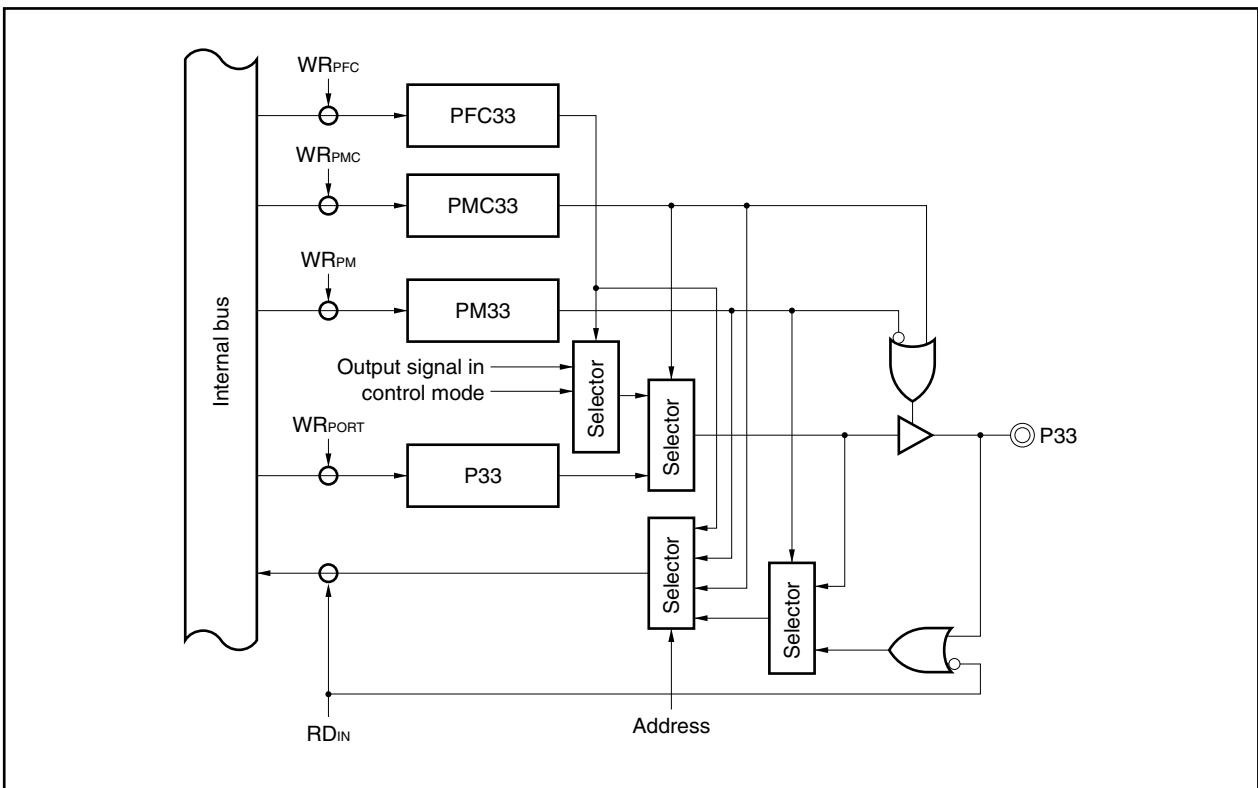 WRPFC
PFC33
WRPMC
PMC33
WRPM
PM33
Internal bus
Output signal in
control mode
Selector
Selector
WRPORT
P33
P33
Selector
Selector
RDIN
Address